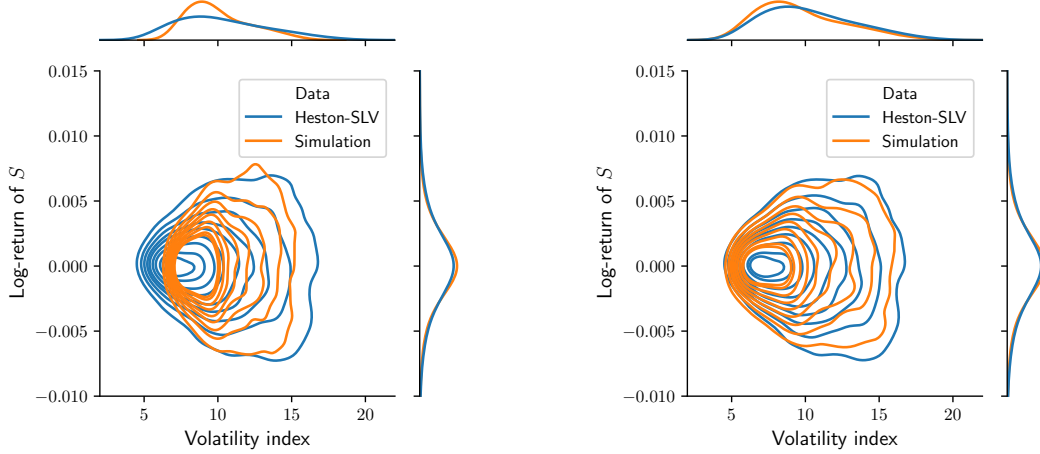 0.015
0.010
0.005
0.000
−0.005
−0.010
Log-return of S
Data
Heston-SLV
Simulation
5 10 15 20
Volatility index
0.015
0.010
0.005
0.000
−0.005
−0.010
Log-return of S
Data
Heston-SLV
Simulation
5 10 15 20
Volatility index